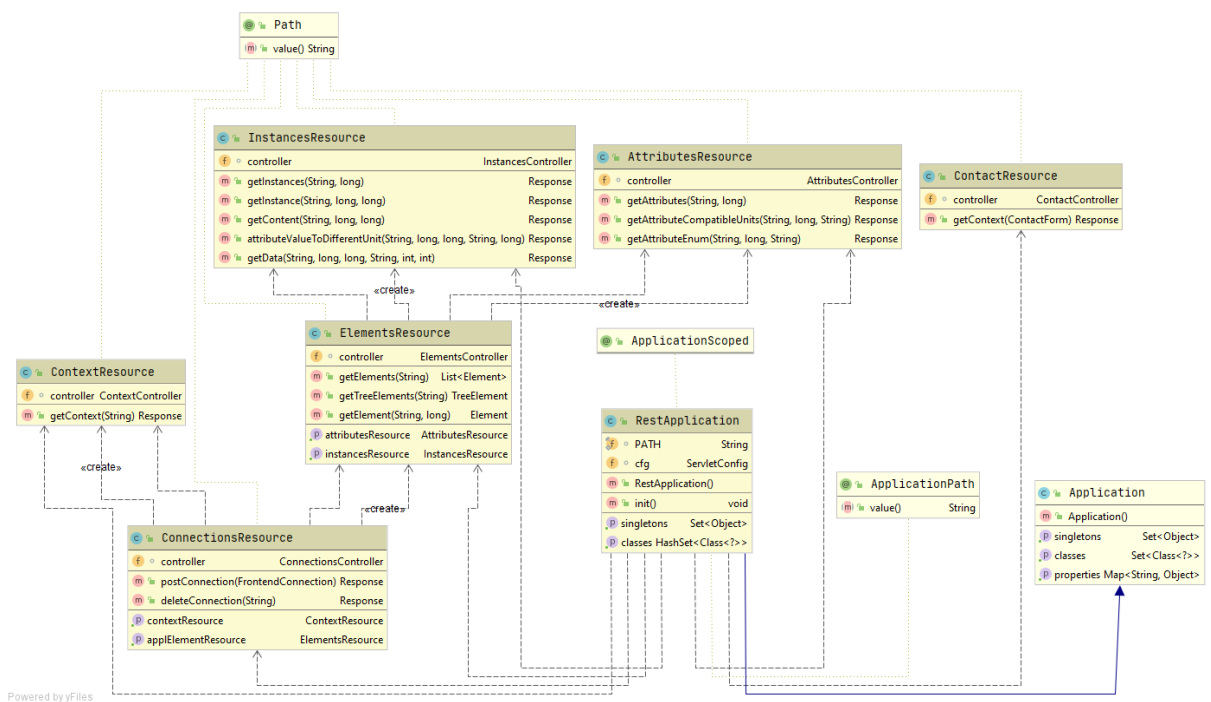 Path
value() String
InstancesResource
controller InstancesController
getInstances(String, long) Response
getInstance(String, long, long) Response
getContent(String, long, long) Response
attributeValueToDifferentUnit(String, long, long, String, long) Response
getData(String, long, long, String, int, int) Response
AttributesResource
controller AttributesController
getAttributes(String, long) Response
getAttributeCompatibleUnits(String, long, String) Response
getAttributeEnum(String, long, String) Response
ContactResource
controller ContactController
getContext(ContactForm) Response
«create»
«create»
ElementsResource
controller ElementsController
getElements(String) List<Element>
getTreeElements(String) TreeElement
getElement(String, long) Element
attributesResource AttributesResource
instancesResource InstancesResource
ApplicationScoped
ContextResource
controller ContextController
getContext(String) Response
RestApplication
PATH String
cfg ServletConfig
RestApplication()
init() void
singletons Set<Object>
classes HashSet<Class<?>>
«create»
«create»
ApplicationPath
value() String
Application
Application()
singletons Set<Object>
classes Set<Class<?>>
properties Map<String, Object>
ConnectionsResource
controller ConnectionsController
postConnection(FrontendConnection) Response
deleteConnection(String) Response
contextResource ContextResource
applElementResource ElementsResource
Powered by yFiles